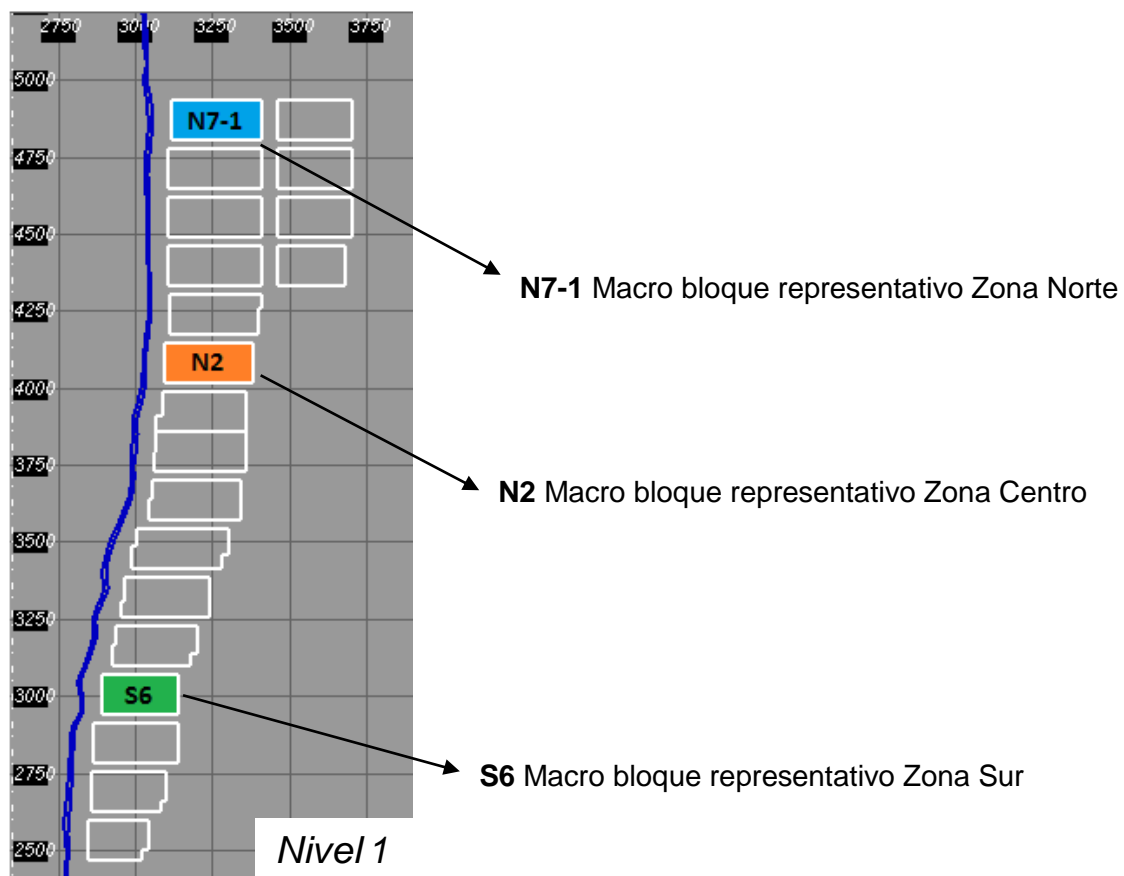 2750 3000 3250 3500 3750
5000
N7-1
4750
4500
N7-1 Macro bloque representativo Zona Norte
4250
N2
4000
3750
N2 Macro bloque representativo Zona Centro
3500
3250
3000
S6
S6 Macro bloque representativo Zona Sur
2750
2500
Nivel 1